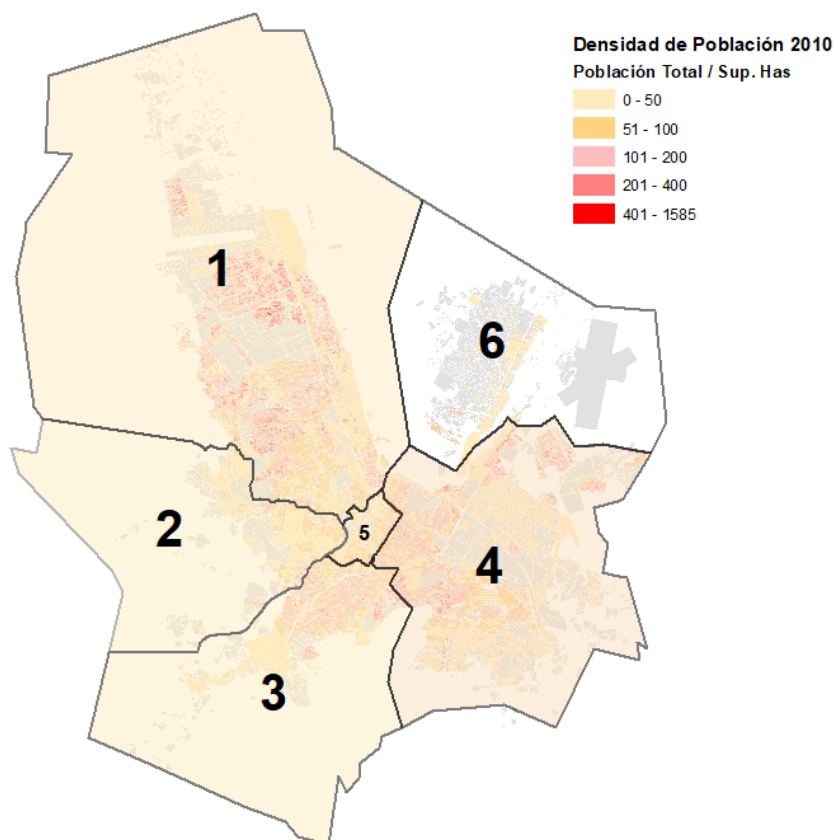 Densidad de Población 2010
Población Total / Sup. Has
0 - 50
51 - 100
101 - 200
201 - 400
401 - 1585
1
6
2
5
4
3